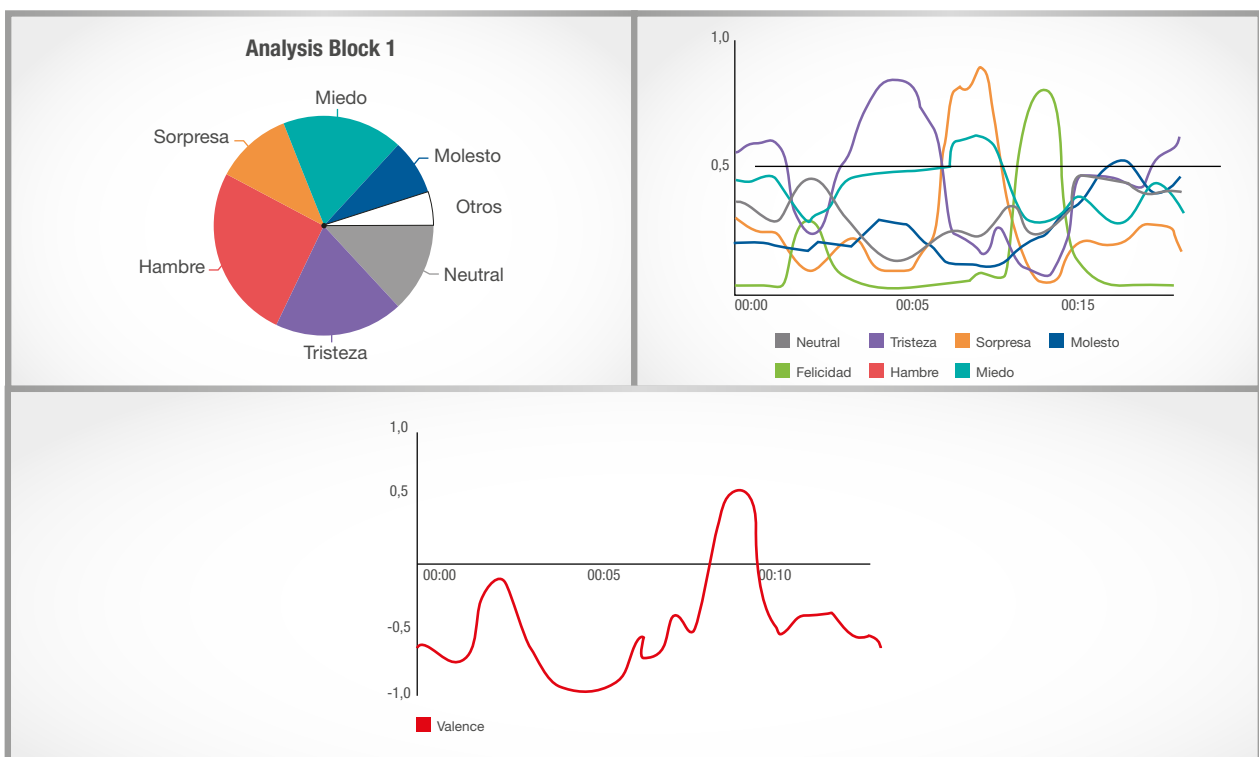 Analysis Block 1
Miedo
Sorpresa
Molesto
Otros
Hambre
Neutral
Tristeza
1,0
0,5
00:00 00:05 00:15
Neutral Tristeza Sorpresa Molesto
Felicidad Hambre Miedo
1,0
0,5
00:00 00:05 00:10
-0,5
-1,0
Valence